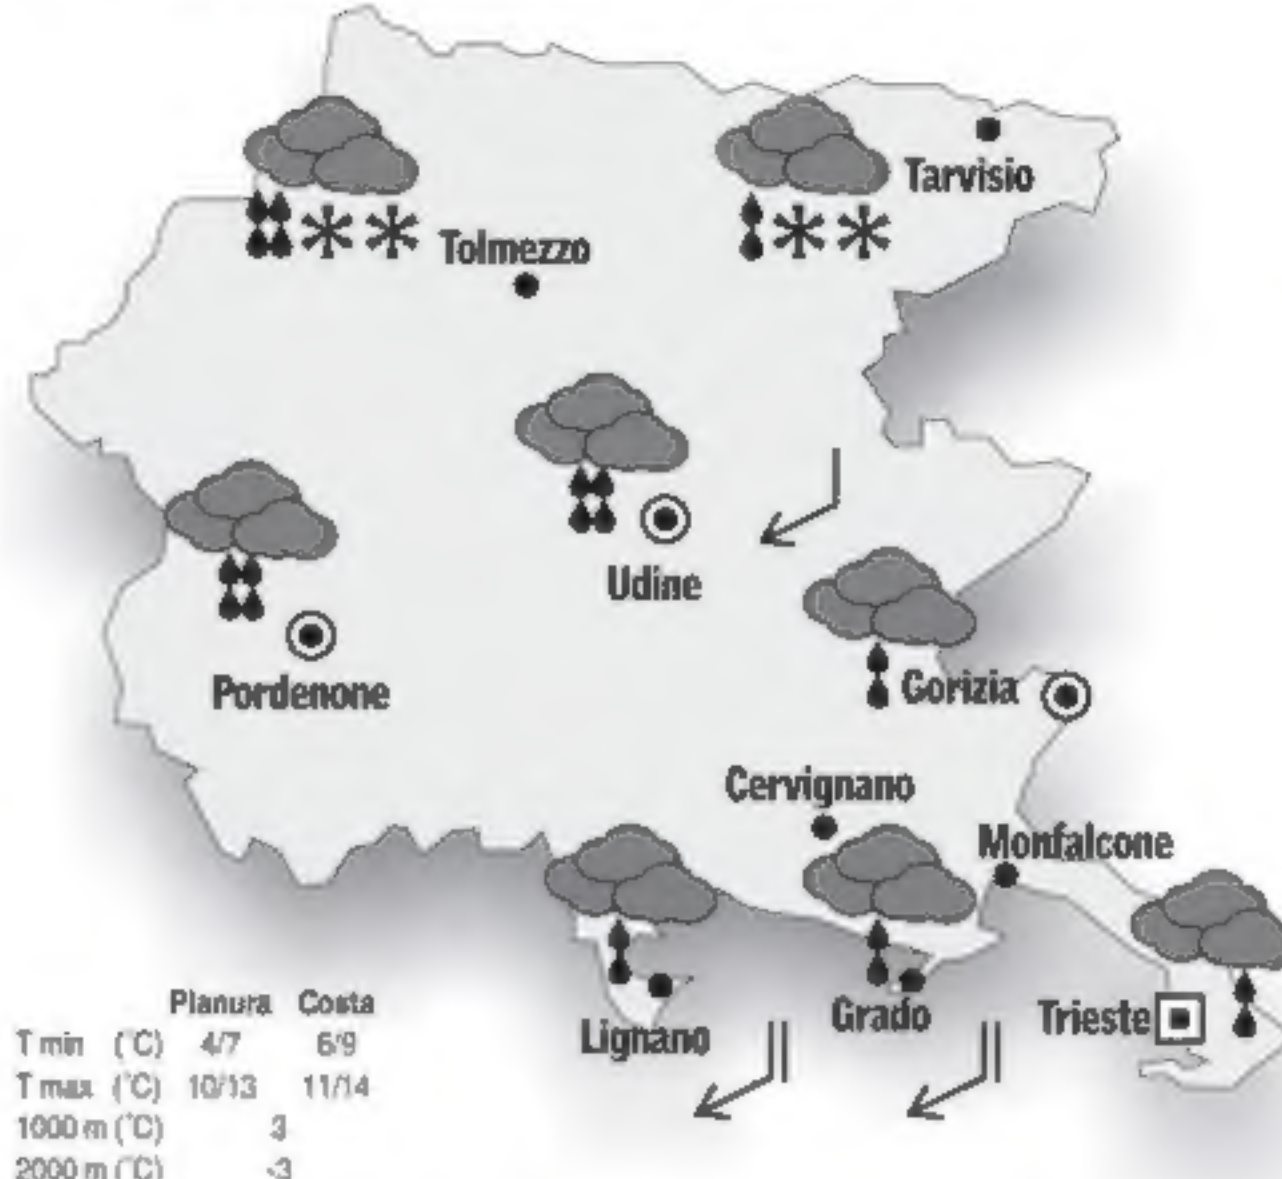 Tarvisio
Tolmezzo
Udine
Pordenone
Gorizia
Cervignano
Monfalcone
Grado
Trieste
Lignano
Planura Costa
T min (°C) 4/7 6/9
T max (°C) 10/13 11/14
1000 m (°C) 3
2000 m (°C) -3